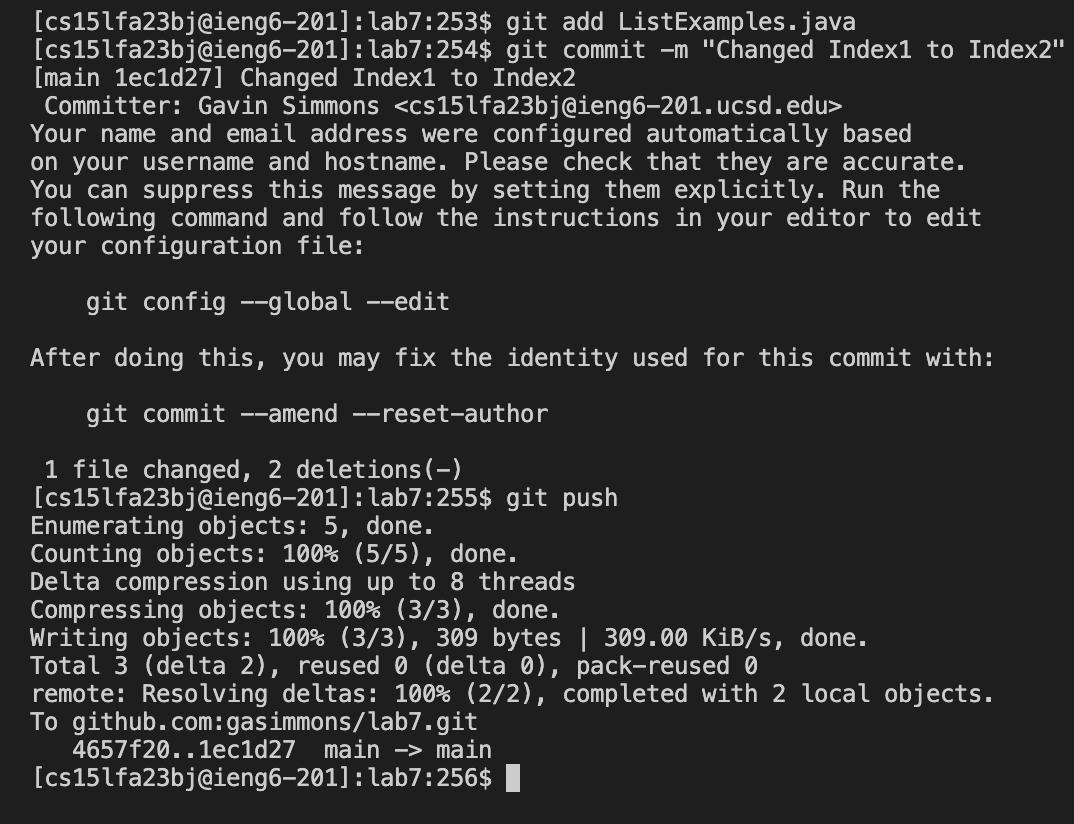 [cs15lfa23bj@ieng6-201]:lab7:253$ git add ListExamples.java
[cs15lfa23bj@ieng6-201]:lab7:254$ git commit -m "Changed Index1 to Index2"
[main 1ec1d27] Changed Index1 to Index2
 Committer: Gavin Simmons <cs15lfa23bj@ieng6-201.ucsd.edu>
Your name and email address were configured automatically based
on your username and hostname. Please check that they are accurate.
You can suppress this message by setting them explicitly. Run the
following command and follow the instructions in your editor to edit
your configuration file:

    git config --global --edit

After doing this, you may fix the identity used for this commit with:

    git commit --amend --reset-author

 1 file changed, 2 deletions(-)
[cs15lfa23bj@ieng6-201]:lab7:255$ git push
Enumerating objects: 5, done.
Counting objects: 100% (5/5), done.
Delta compression using up to 8 threads
Compressing objects: 100% (3/3), done.
Writing objects: 100% (3/3), 309 bytes | 309.00 KiB/s, done.
Total 3 (delta 2), reused 0 (delta 0), pack-reused 0
remote: Resolving deltas: 100% (2/2), completed with 2 local objects.
To github.com:gasimmons/lab7.git
   4657f20..1ec1d27  main -> main
[cs15lfa23bj@ieng6-201]:lab7:256$